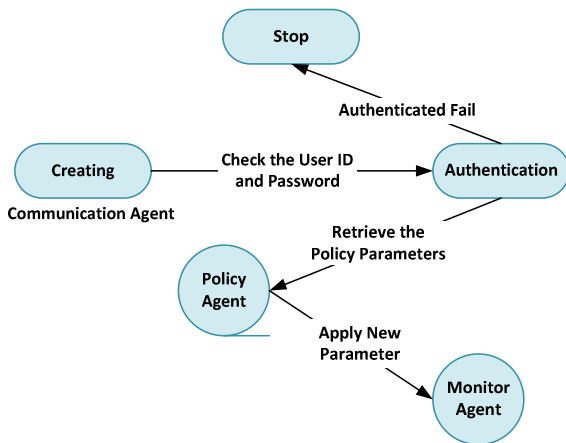 Stop
Authenticated Fail
Creating
Check the User ID
and Password
Authentication
Communication Agent
Retrieve the
Policy Parameters
Policy
Agent
Apply New
Parameter
Monitor
Agent